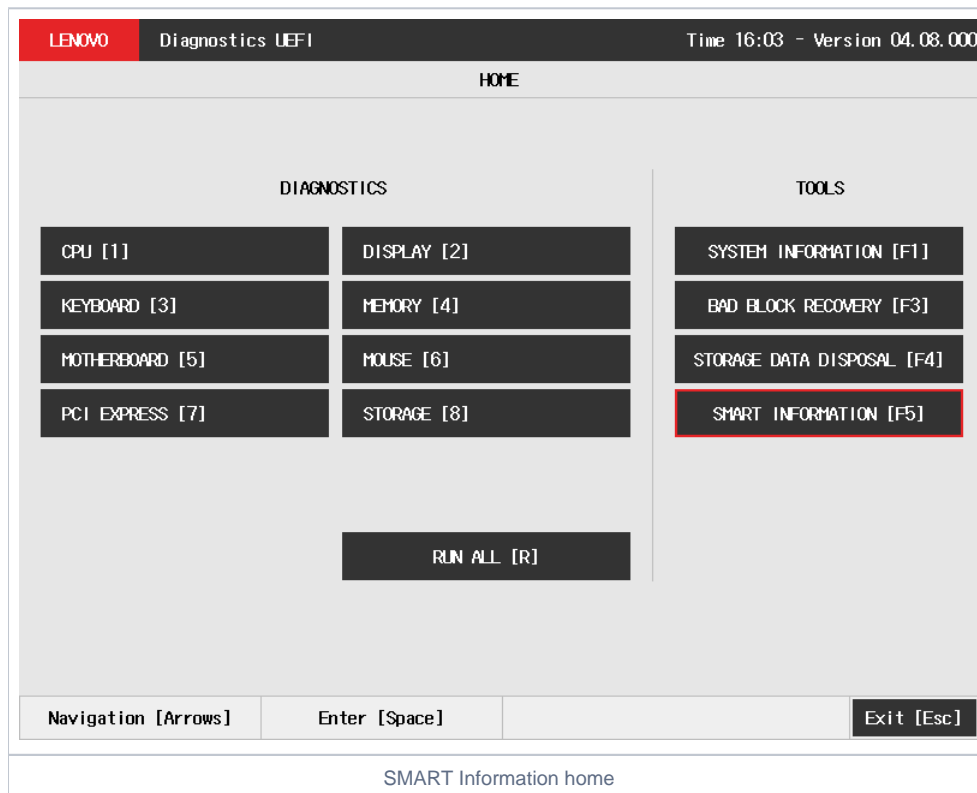 LENOVO Diagnostics UEFI Time 16:03 - Version 04.08.000
HOME
DIAGNOSTICS
CPU [1] DISPLAY [2]
KEYBOARD [3] MEMORY [4]
MOTHERBOARD [5] MOUSE [6]
PCI EXPRESS [7] STORAGE [8]
RUN ALL [R]
TOOLS
SYSTEM INFORMATION [F1]
BAD BLOCK RECOVERY [F3]
STORAGE DATA DISPOSAL [F4]
SMART INFORMATION [F5]
Navigation [Arrows] Enter [Space] Exit [Esc]
SMART Information home